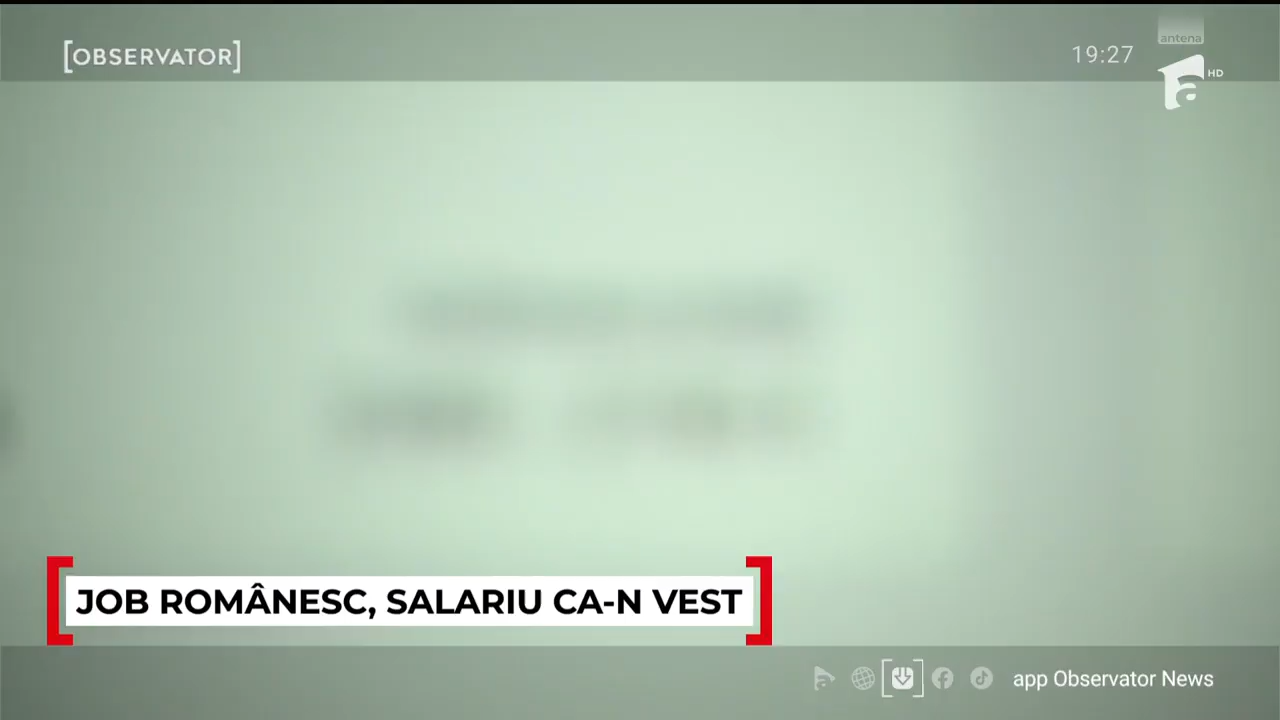 [OBSERVATOR]
19:27
antena
HD
JOB ROMÂNESC, SALARIU CA-N VEST
app Observator News